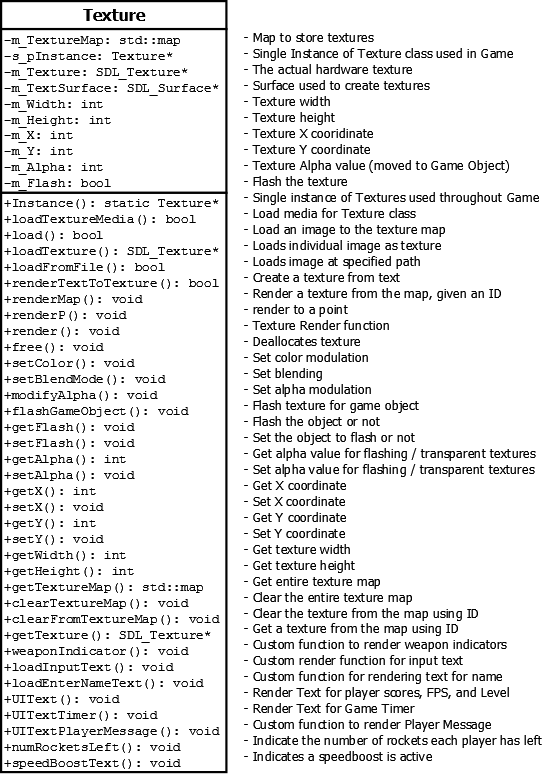 Texture
-m_TextureMap: std::map - Map to store textures
-s_pInstance: Texture* - Single Instance of Texture class used in Game
-m_Texture: SDL_Texture* - The actual hardware texture
-m_TextSurface: SDL_Surface* - Surface used to create textures
-m_Width: int - Texture width
-m_Height: int - Texture height
-m_X: int - Texture X cooridinate
-m_Y: int - Texture Y coordinate
-m_Alpha: int - Texture Alpha value (moved to Game Object)
-m_Flash: bool - Flash the texture
+Instance(): static Texture* - Single instance of Textures used throughout Game
+loadTextureMedia(): bool - Load media for Texture class
+load(): bool - Load an image to the texture map
+loadTexture(): SDL_Texture* - Loads individual image as texture
+loadFromFile(): bool - Loads image at specified path
+renderTextToTexture(): bool - Create a texture from text
+renderMap(): void - Render a texture from the map, given an ID
+renderP(): void - render to a point
+render(): void - Texture Render function
+free(): void - Deallocates texture
+setColor(): void - Set color modulation
+setBlendMode(): void - Set blending
+modifyAlpha(): void - Set alpha modulation
+flashGameObject(): void - Flash texture for game object
+getFlash(): void - Flash the object or not
+setFlash(): void - Set the object to flash or not
+getAlpha(): int - Get alpha value for flashing / transparent textures
+setAlpha(): void - Set alpha value for flashing / transparent textures
+getX(): int - Get X coordinate
+setX(): void - Set X coordinate
+getY(): int - Get Y coordinate
+setY(): void - Set Y coordinate
+getWidth(): int - Get texture width
+getHeight(): int - Get texture height
+getTextureMap(): std::map - Get entire texture map
+clearTextureMap(): void - Clear the entire texture map
+clearFromTextureMap(): void - Clear the texture from the map using ID
+getTexture(): SDL_Texture* - Get a texture from the map using ID
+weaponIndicator(): void - Custom function to render weapon indicators
+loadInputText(): void - Custom render function for input text
+loadEnterNameText(): void - Custom function for rendering text for name
+UIText(): void - Render Text for player scores, FPS, and Level
+UITextTimer(): void - Render Text for Game Timer
+UITextPlayerMessage(): void - Custom function to render Player Message
+numRocketsLeft(): void - Indicate the number of rockets each player has left
+speedBoostText(): void - Indicates a speedboost is active